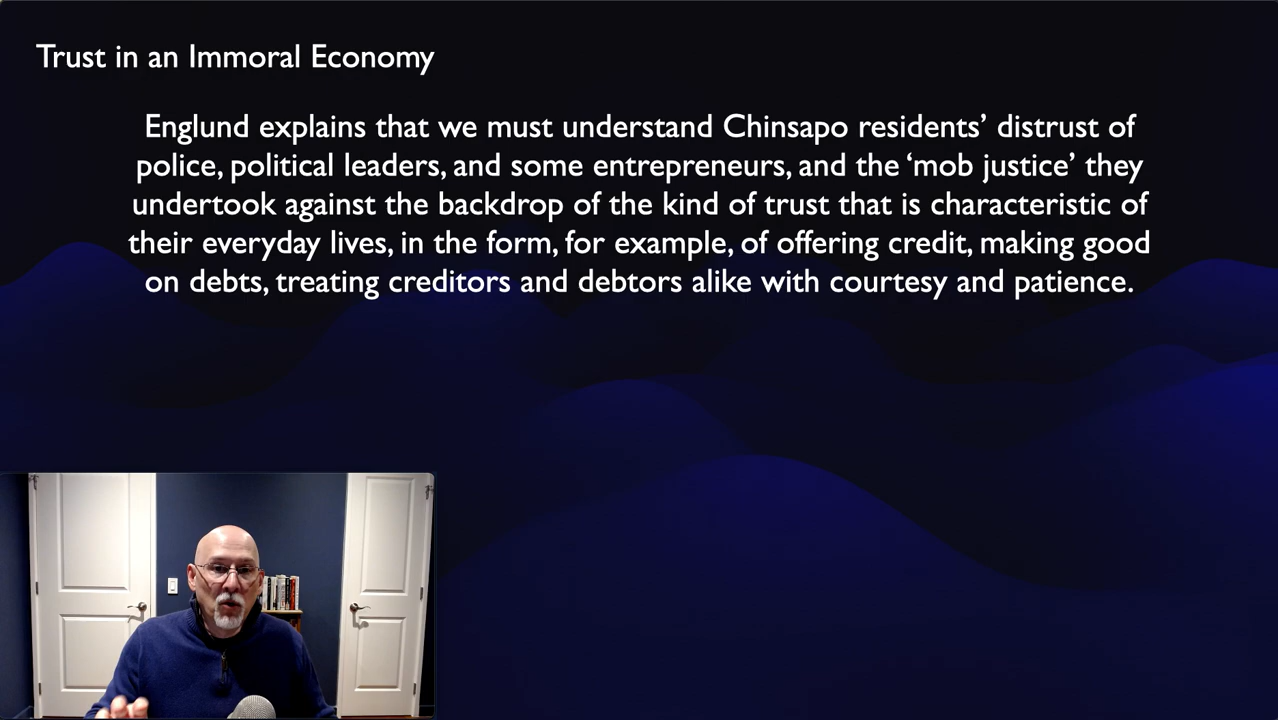 Trust in an Immoral Economy
Englund explains that we must understand Chinsapo residents’ distrust of
police, political leaders, and some entrepreneurs, and the ‘mob justice’ they
undertook against the backdrop of the kind of trust that is characteristic of
their everyday lives, in the form, for example, of offering credit, making good
on debts, treating creditors and debtors alike with courtesy and patience.